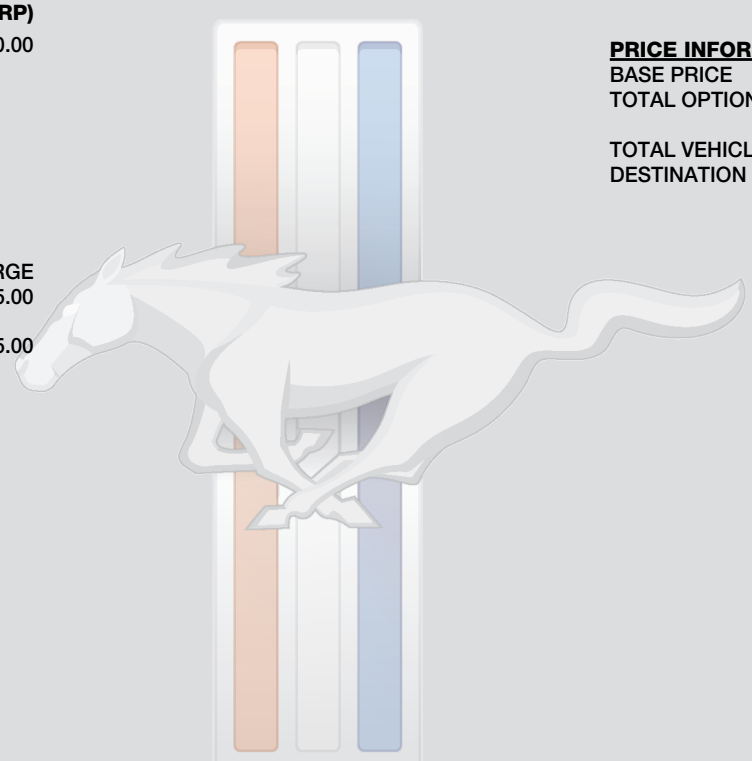 RP)
0.00
RGE
5.00
5.00
PRICE INFOR
BASE PRICE
TOTAL OPTION
TOTAL VEHICL
DESTINATION